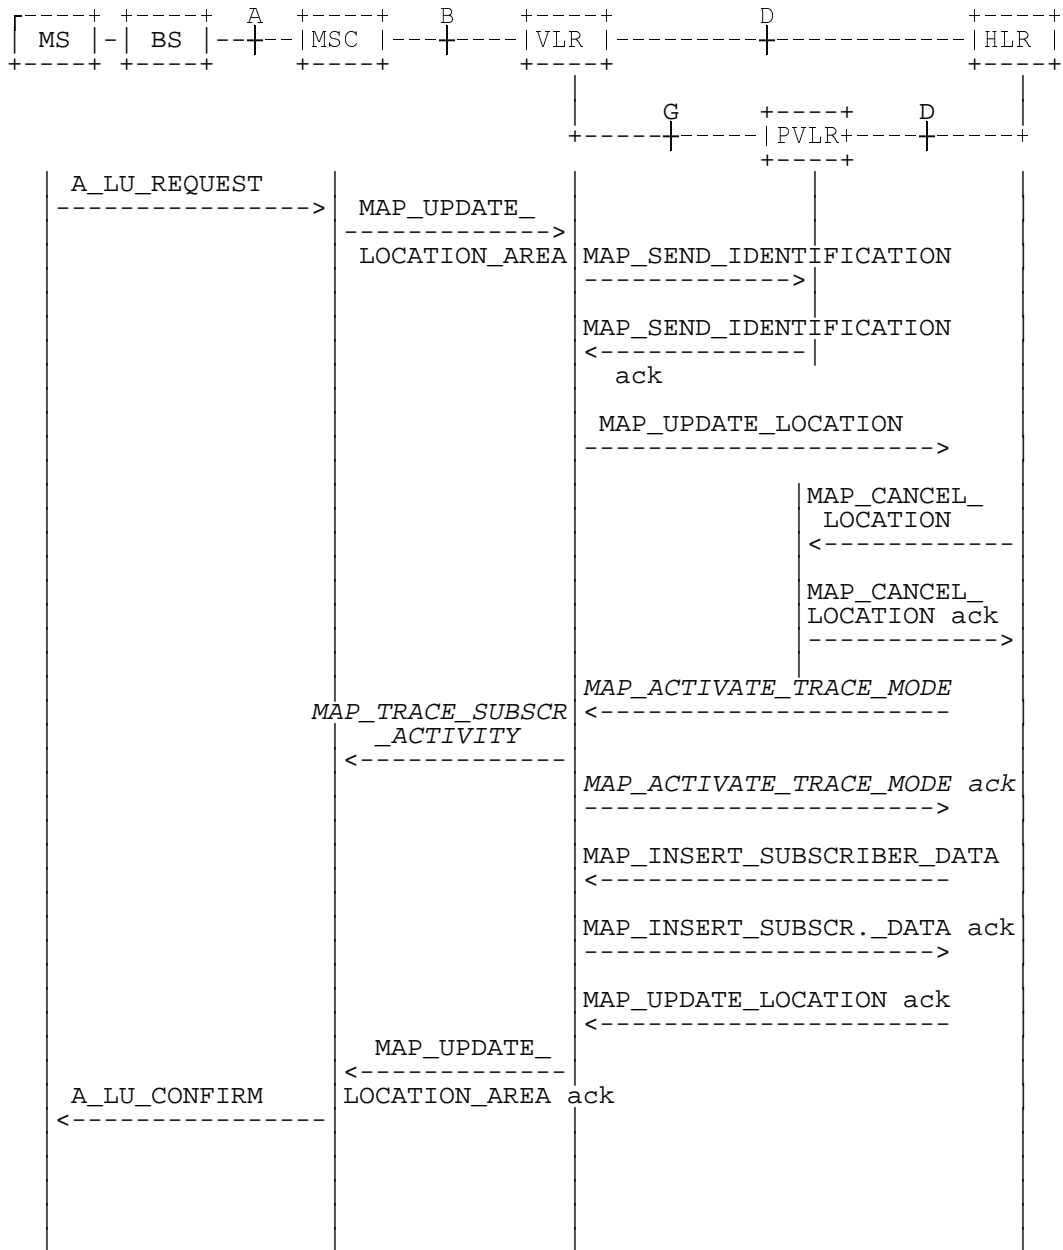 A B D
MS BS MSC VLR HLR
G D
PVLR
A_LU_REQUEST
MAP_UPDATE_
LOCATION_AREA MAP_SEND_IDENTIFICATION
MAP_SEND_IDENTIFICATION
ack
MAP_UPDATE_LOCATION
MAP_CANCEL_
LOCATION
MAP_CANCEL_
LOCATION ack
MAP_ACTIVATE_TRACE_MODE
MAP_TRACE_SUBSCR
_ACTIVITY
MAP_ACTIVATE_TRACE_MODE ack
MAP_INSERT_SUBSCRIBER_DATA
MAP_INSERT_SUBSCR._DATA ack
MAP_UPDATE_LOCATION ack
MAP_UPDATE_
A_LU_CONFIRM LOCATION_AREA ack